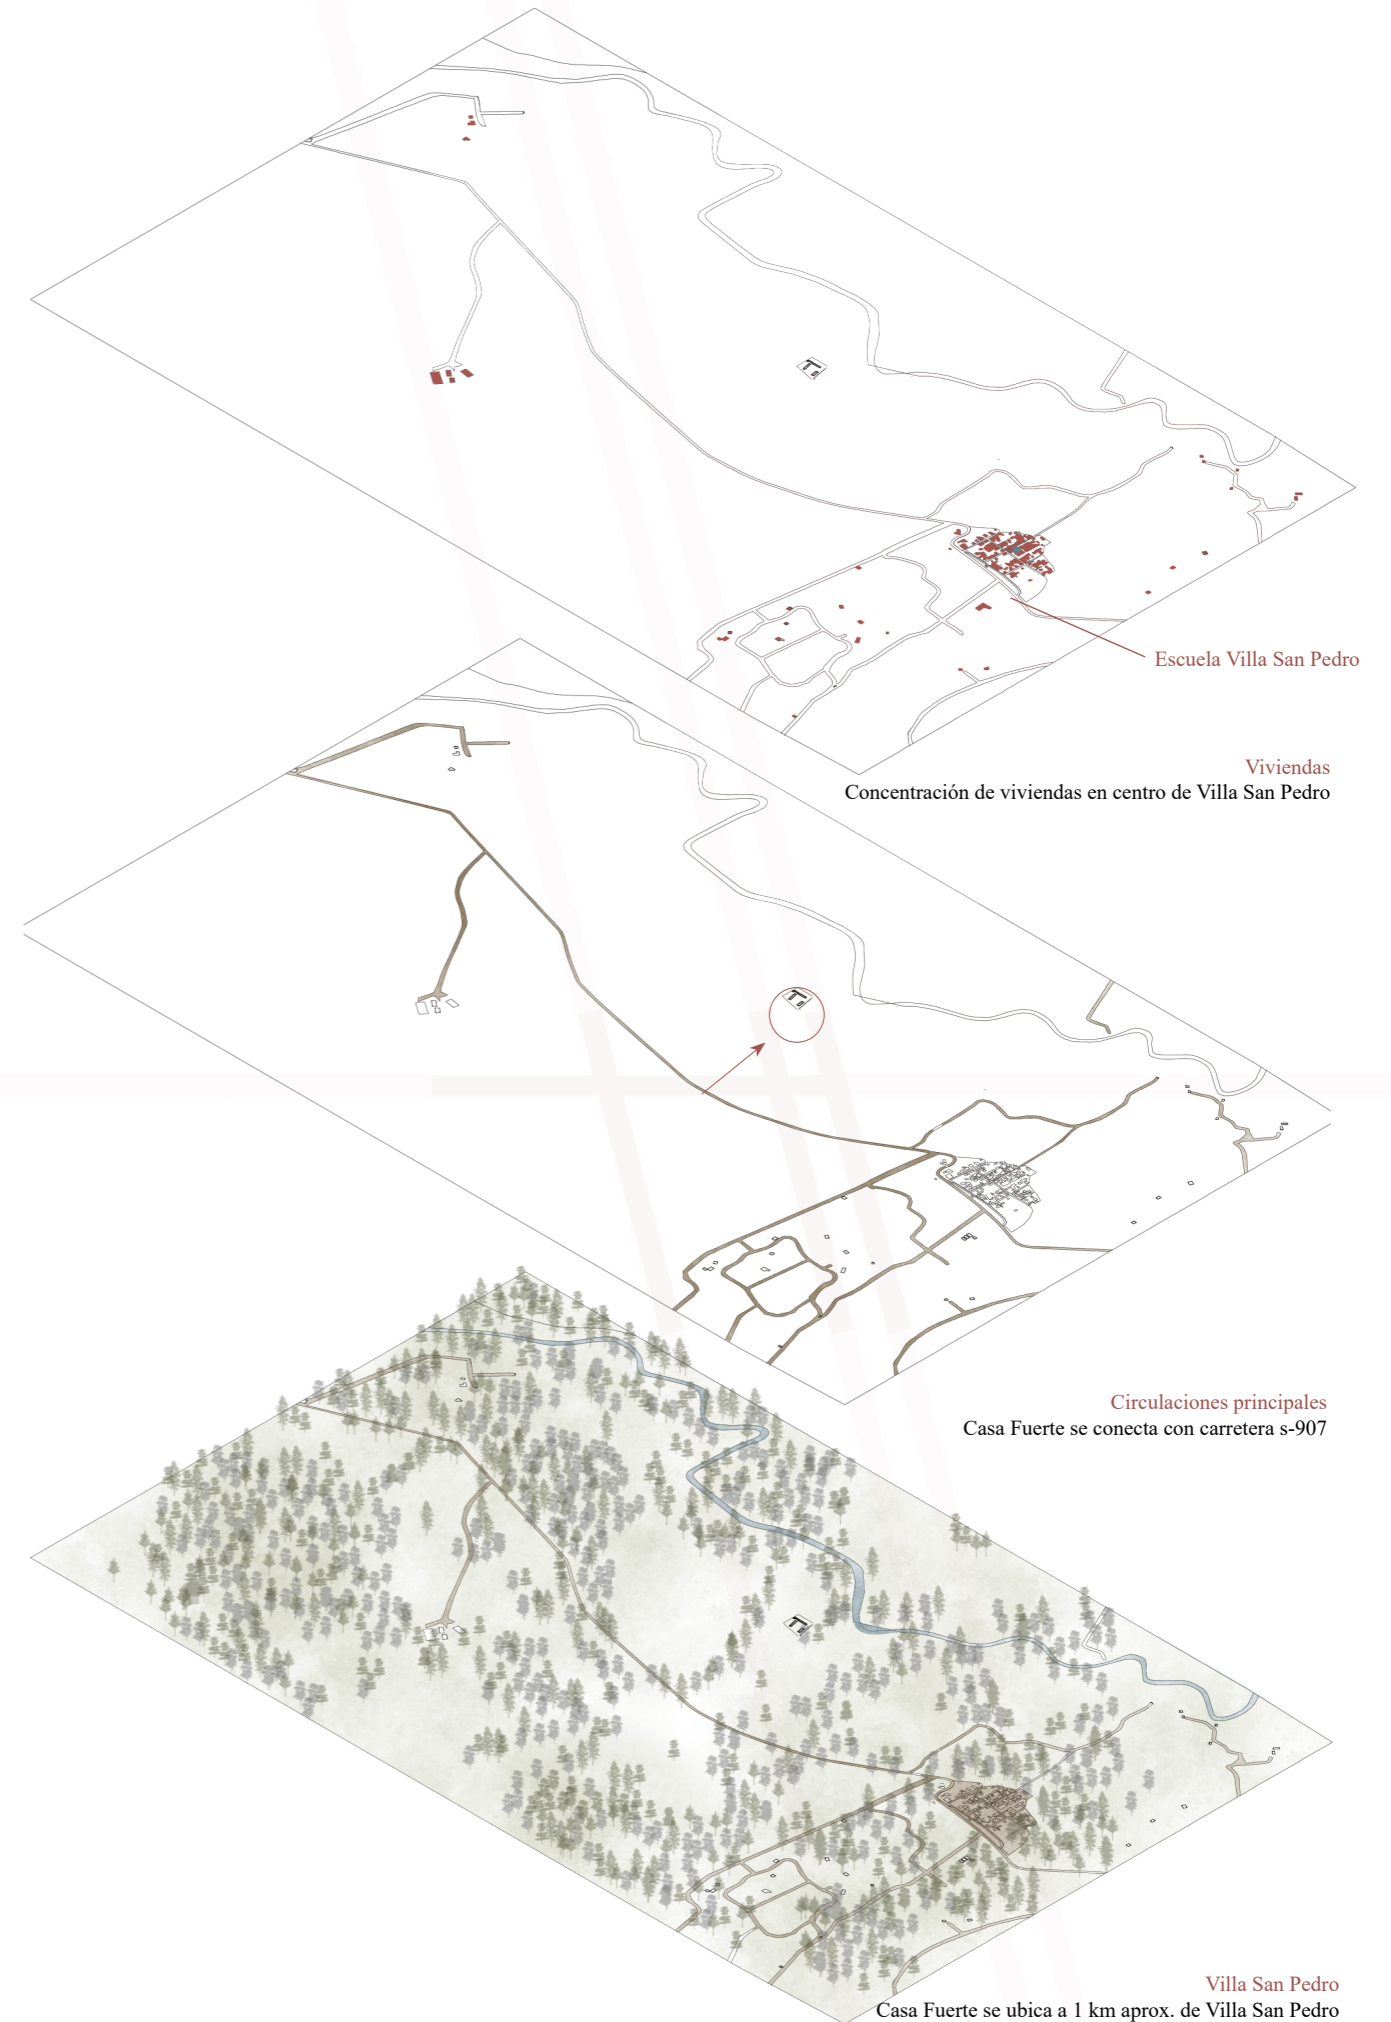 Escuela Villa San Pedro
Viviendas
Concentración de viviendas en centro de Villa San Pedro
Circulaciones principales
Casa Fuerte se conecta con carretera s-907
Villa San Pedro
Casa Fuerte se ubica a 1 km aprox. de Villa San Pedro